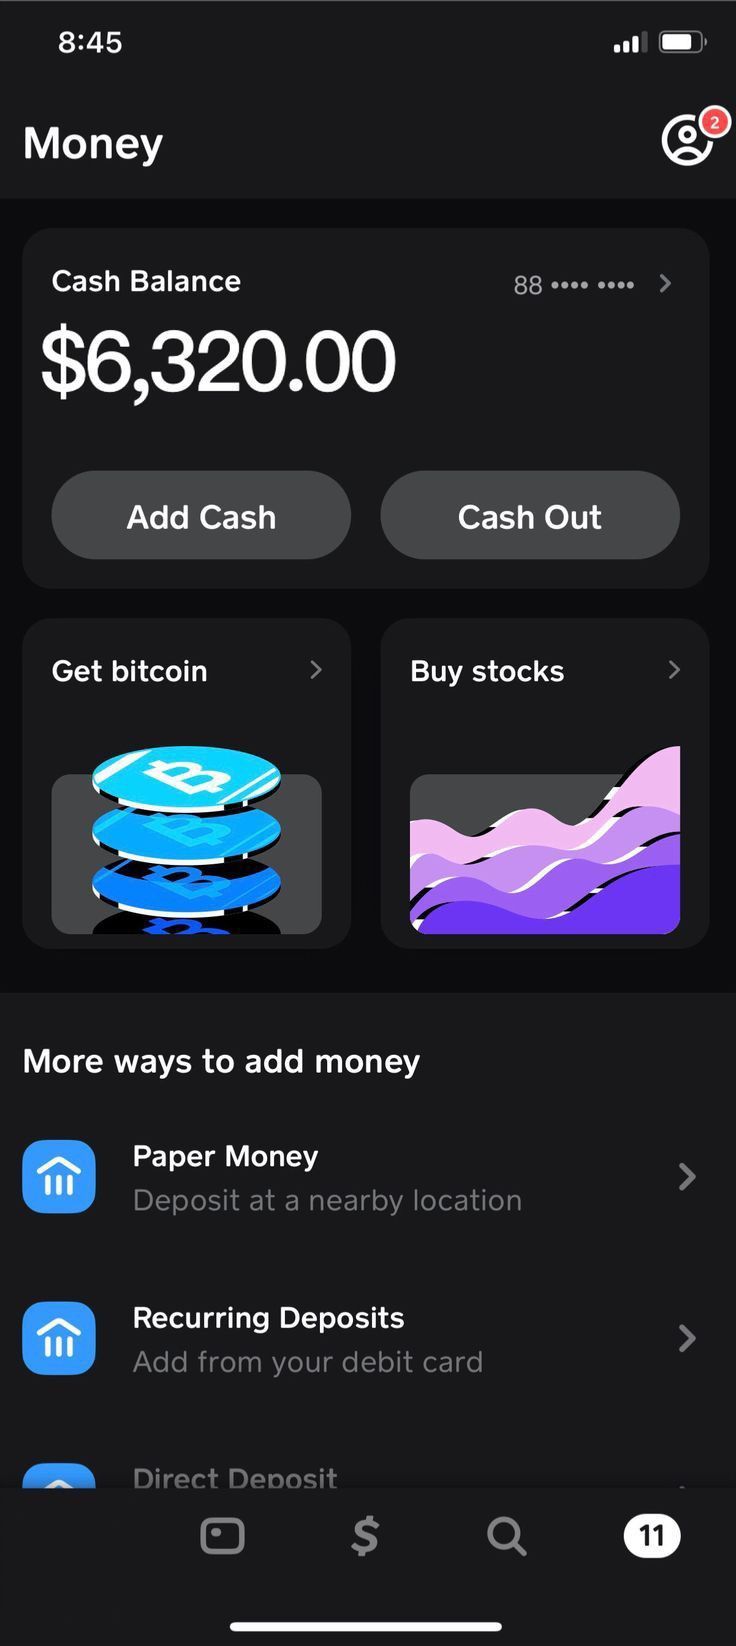 8:45
Money
2
Cash Balance
88 •••• ••••
$6,320.00
Add Cash
Cash Out
Get bitcoin
Buy stocks
More ways to add money
Paper Money
Deposit at a nearby location
Recurring Deposits
Add from your debit card
Direct Deposit
$
11